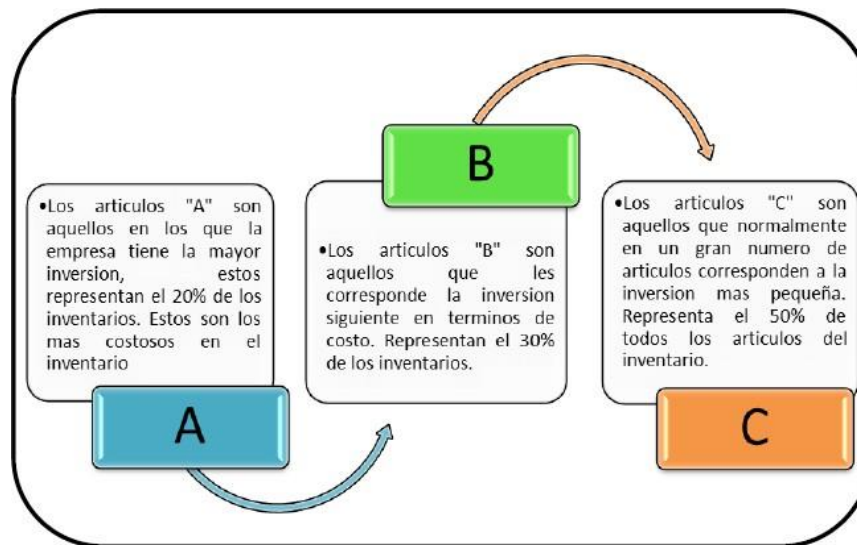 •Los articulos "A" son
aquellos en los que la
empresa tiene la mayor
inversion, estos
representan el 20% de los
inventarios. Estos son los
mas costosos en el
inventario
A
B
•Los articulos "B" son
aquellos que les
corresponde la inversion
siguiente en terminos de
costo. Representan el 30%
de los inventarios.
•Los articulos "C" son
aquellos que normalmente
en un gran numero de
articulos corresponden a la
inversion mas pequeña.
Representa el 50% de
todos los articulos del
inventario.
C